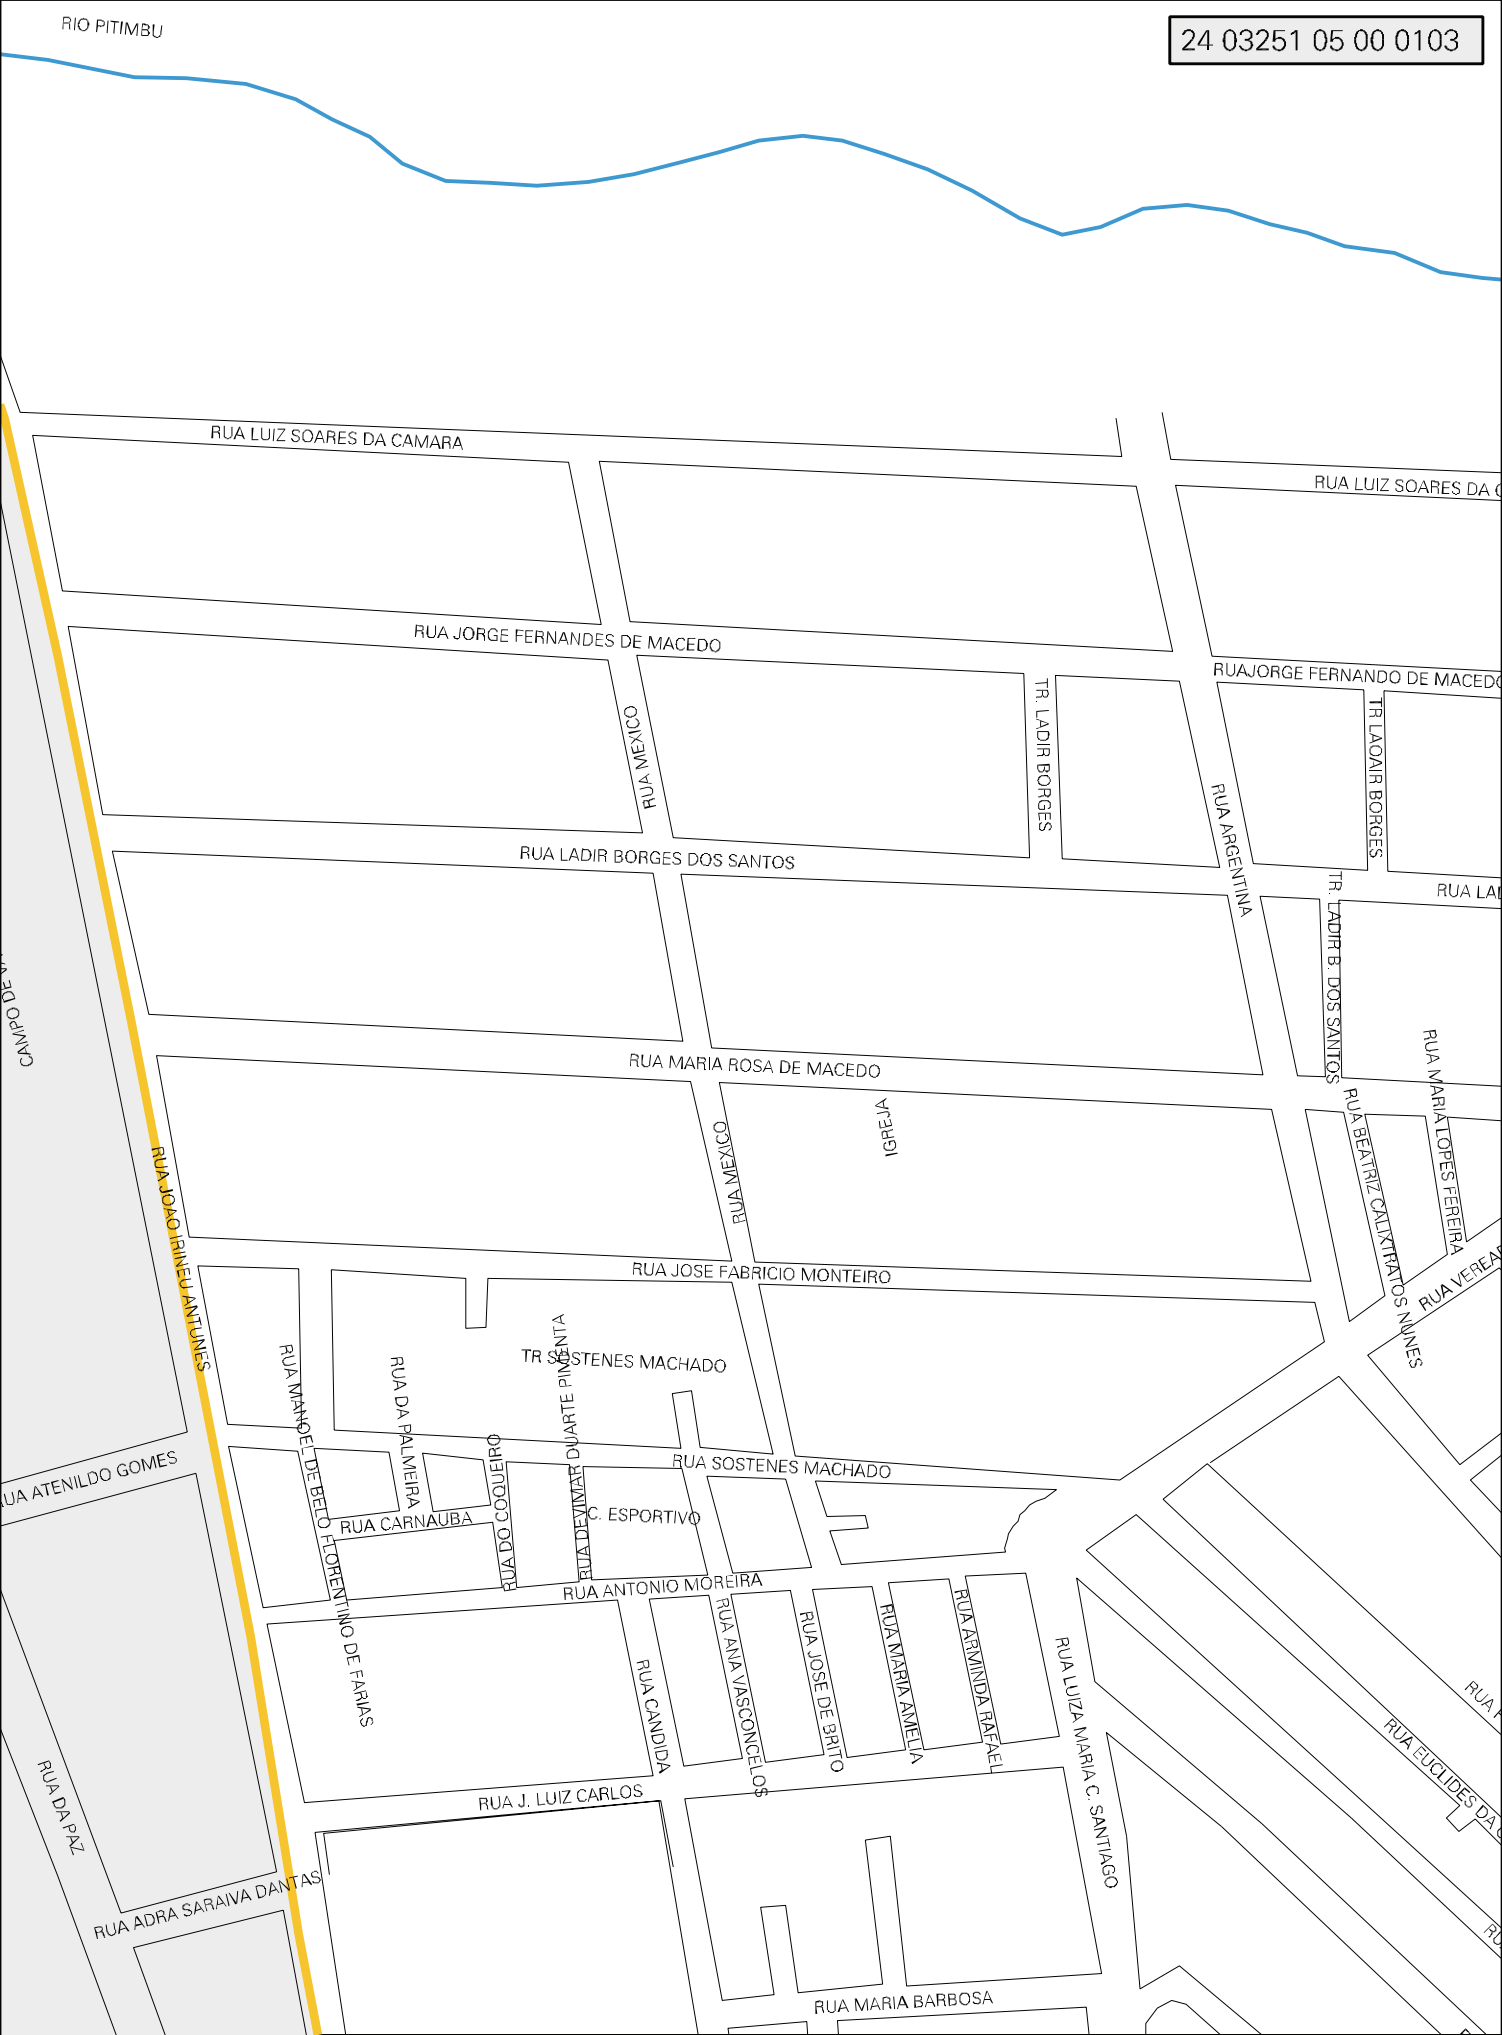 RIO PITIMBU
24 03251 05 00 0103
RUA LUIZ SOARES DA CAMARA
RUA LUIZ SOARES DA
RUA JORGE FERNANDES DE MACEDO
RUAJORGE FERNANDO DE MACEDO
TR. LADIR BORGES
TR LAOAIR BORGES
RUA MEXICO
RUA ARGENTINA
RUA LADIR BORGES DOS SANTOS
RUA LAD
TR. LADIR B. DOS SANTOS
CAMPO DE
RUA MARIA ROSA DE MACEDO
RUA MARIA LOPES FEREIRA
RUA BEATRIZ CALIXTRATOS NUNES
IGREJA
RUA MEXICO
RUA JOAO IRINEU ANTUNES
RUA JOSE FABRICIO MONTEIRO
RUA VEREA
TR SOSTENES MACHADO
RUA DEVIMAR DUARTE PIMENTA
RUA MANOEL DE BELO FLORENTINO DE FARIAS
RUA DA PALMEIRA
RUA DO COQUEIRO
RUA SOSTENES MACHADO
RUA ATENILDO GOMES
RUA CARNAUBA
C. ESPORTIVO
RUA ANTONIO MOREIRA
RUA CANDIDA
RUA ANA VASCONCELOS
RUA JOSE DE BRITO
RUA MARIA AMELIA
RUA ARMINDA RAFAEL
RUA LUIZA MARIA C. SANTIAGO
RUA
RUA EUCLIDES DA
RUA J. LUIZ CARLOS
RUA DA PAZ
RUA ADRA SARAIVA DANTAS
RUA MARIA BARBOSA